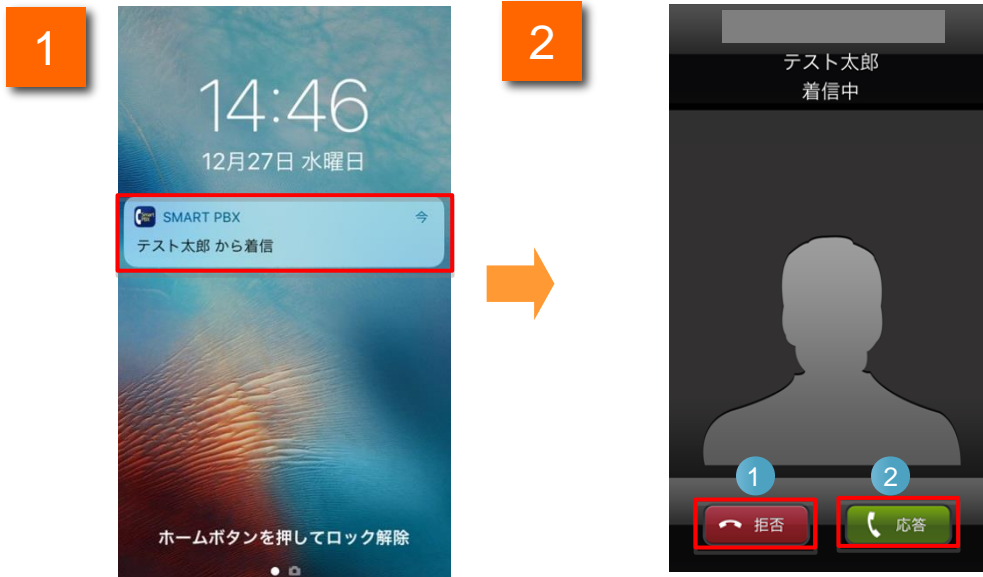 1
14:46
12月27日 水曜日
SMART PBX
今
テスト太郎 から着信
ホームボタンを押してロック解除
2
テスト太郎
着信中
1
2
拒否
応答